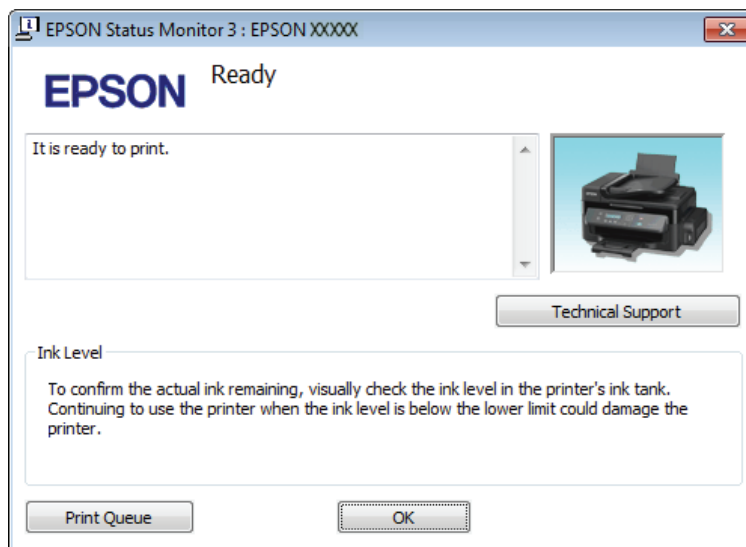 EPSON Status Monitor 3 : EPSON XXXXX
EPSON
Ready
It is ready to print.
Technical Support
Ink Level
To confirm the actual ink remaining, visually check the ink level in the printer's ink tank.
Continuing to use the printer when the ink level is below the lower limit could damage the
printer.
Print Queue
OK